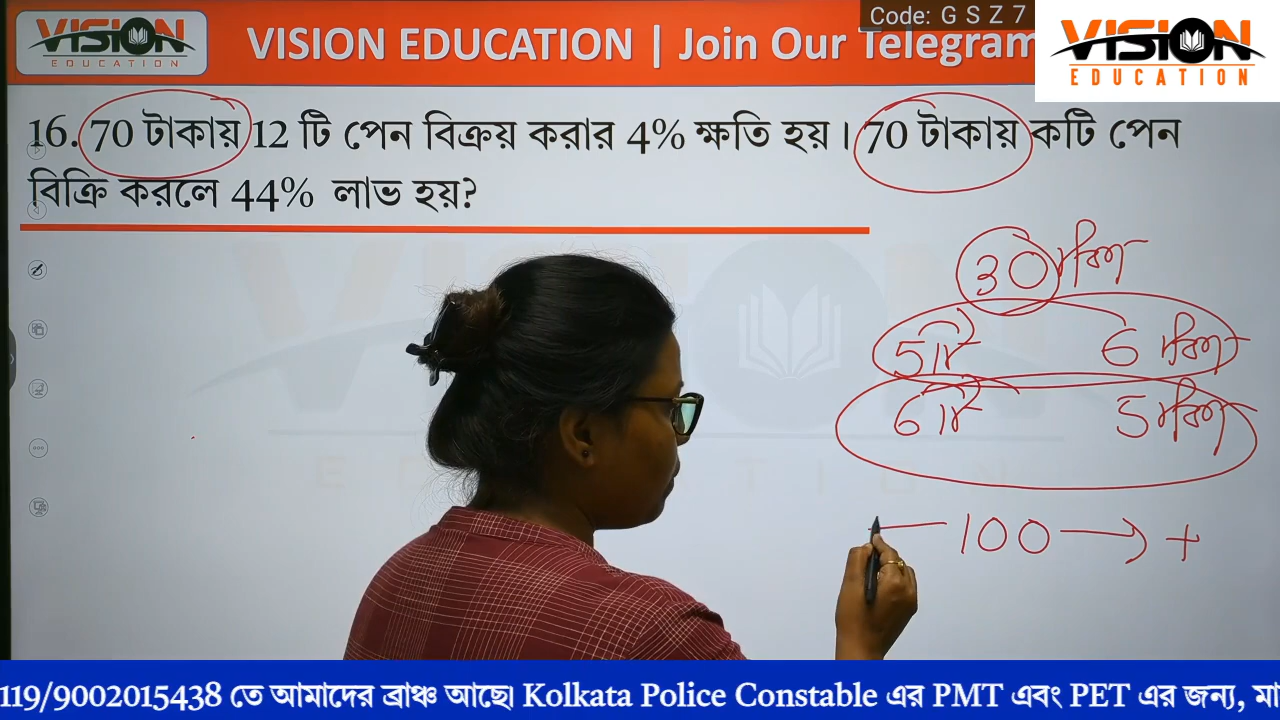 VISION EDUCATION
VISION EDUCATION | Join Our Telegram
Code: G S Z 7
VISION EDUCATION
16. 70 টাকায় 12 টি পেন বিক্রয় করার 4% ক্ষতি হয়। 70 টাকায় কটি পেন
বিক্রি করলে 44% লাভ হয়?
30
5টি 6
6টি 5
100 → +
119/9002015438 তে আমাদের ব্রাঞ্চ আছে। Kolkata Police Constable এর PMT এবং PET এর জন্য, মা